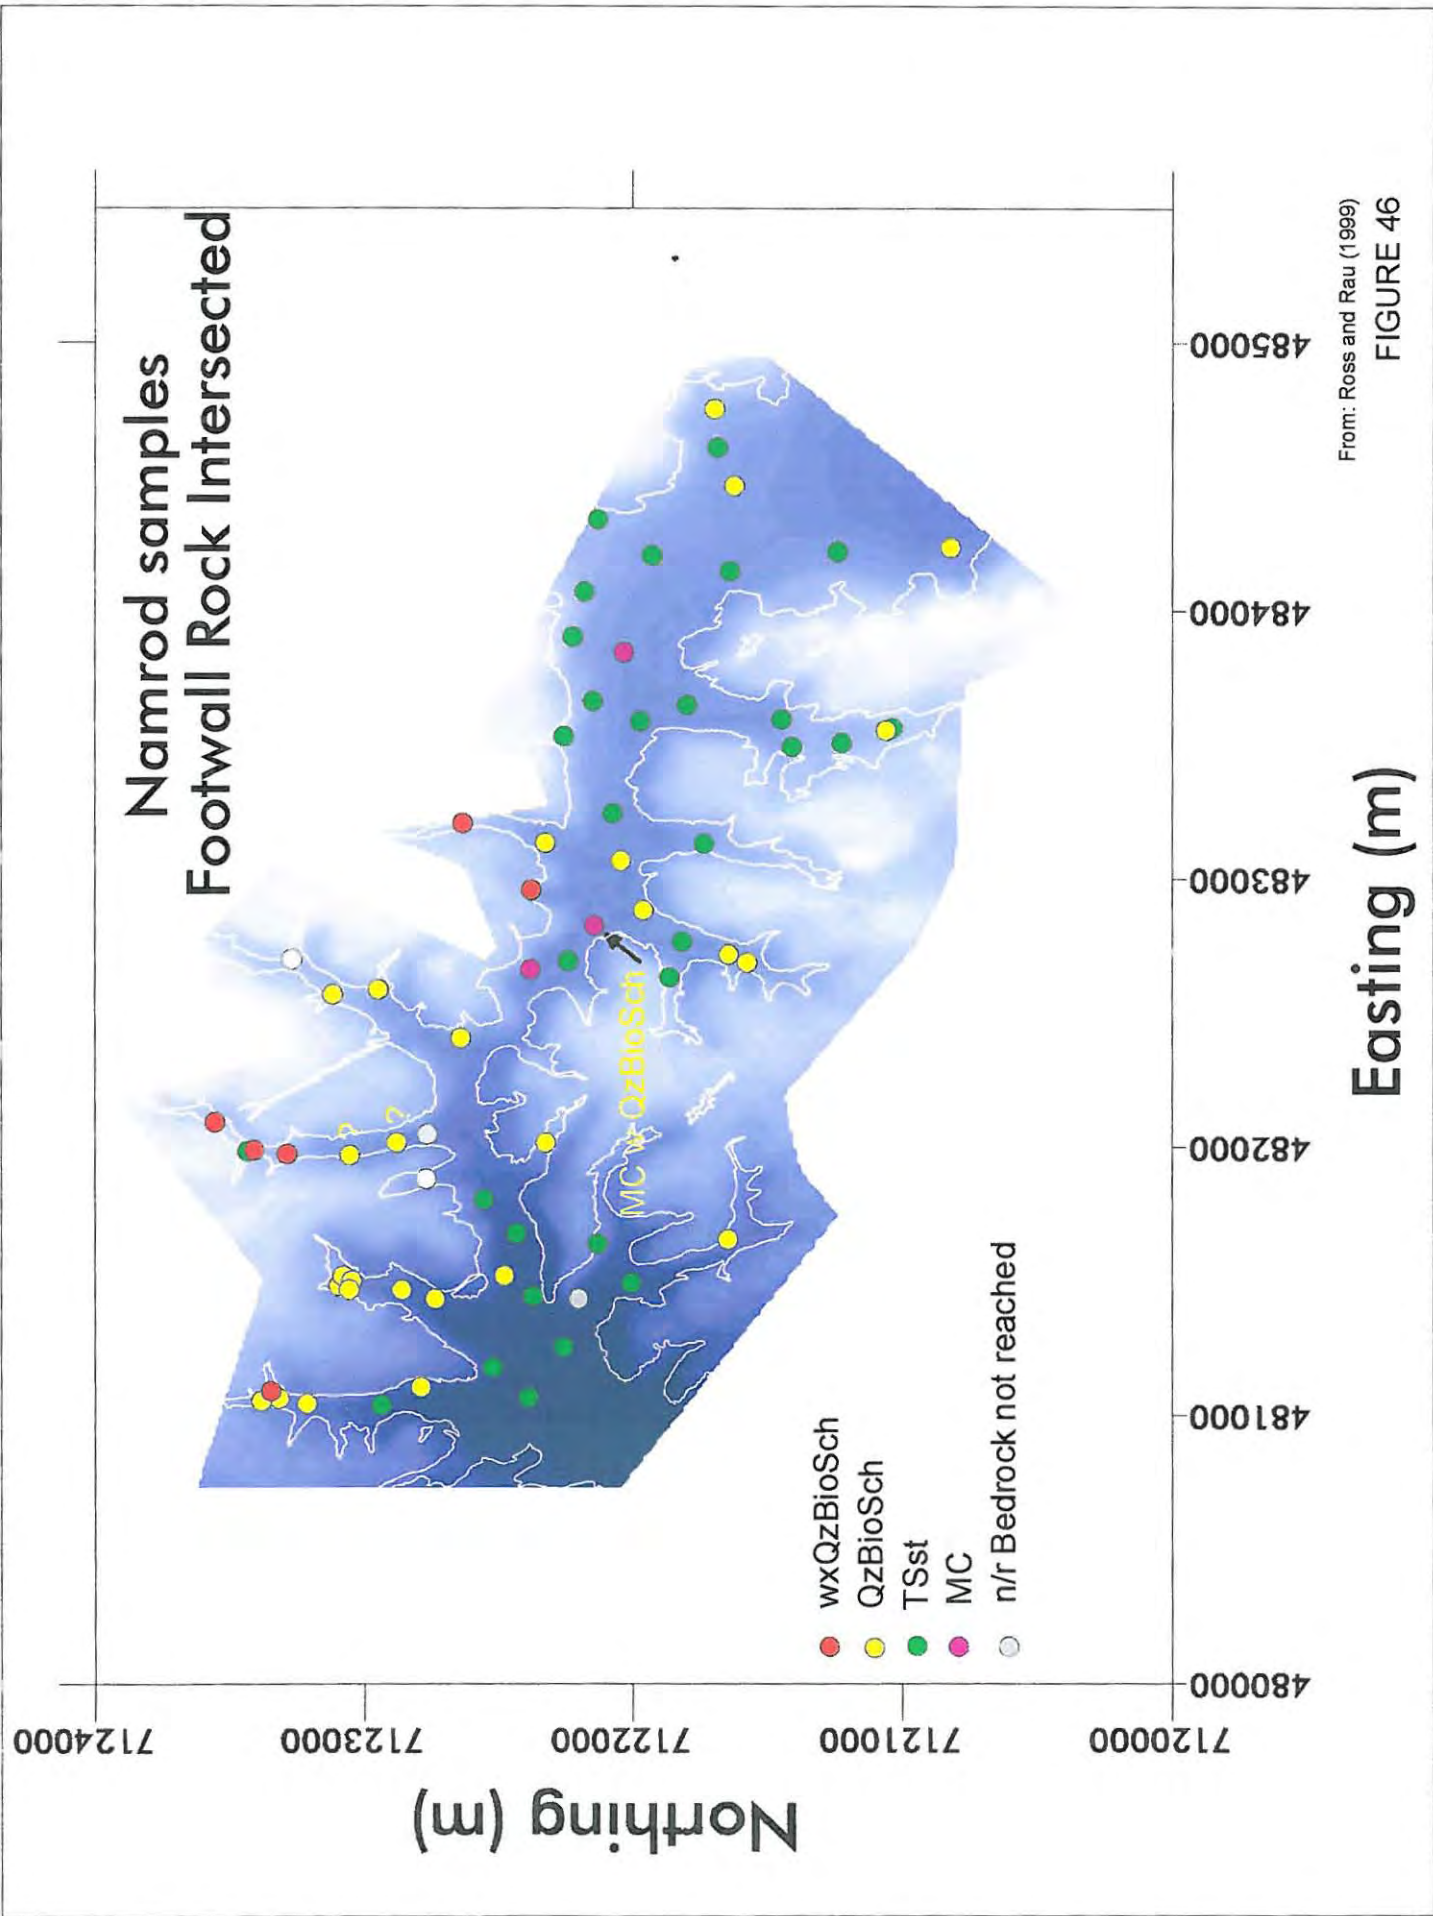 Namrod samples
Footwall Rock Intersected
Northing (m)
7124000
7123000
7122000
7121000
7120000
MC w QzBioSch
?
?
wxQzBioSch
QzBioSch
TSst
MC
n/r Bedrock not reached
480000
481000
482000
483000
484000
485000
Easting (m)
From: Ross and Rau (1999)
FIGURE 46